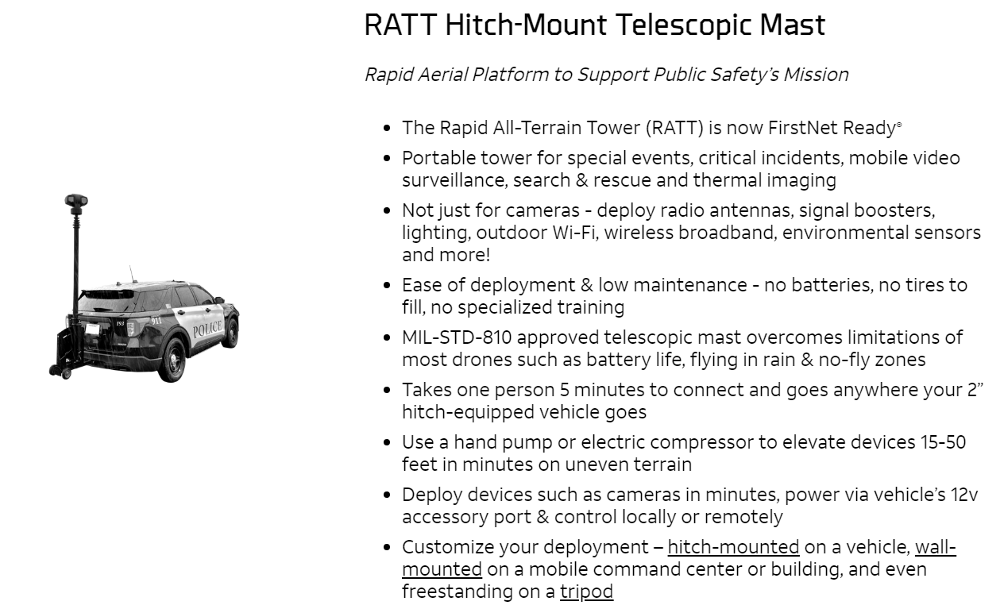 RATT Hitch-Mount Telescopic Mast
Rapid Aerial Platform to Support Public Safety’s Mission
• The Rapid All-Terrain Tower (RATT) is now FirstNet Ready®
• Portable tower for special events, critical incidents, mobile video
surveillance, search & rescue and thermal imaging
• Not just for cameras - deploy radio antennas, signal boosters,
lighting, outdoor Wi-Fi, wireless broadband, environmental sensors
and more!
• Ease of deployment & low maintenance - no batteries, no tires to
fill, no specialized training
• MIL-STD-810 approved telescopic mast overcomes limitations of
most drones such as battery life, flying in rain & no-fly zones
• Takes one person 5 minutes to connect and goes anywhere your 2”
hitch-equipped vehicle goes
• Use a hand pump or electric compressor to elevate devices 15-50
feet in minutes on uneven terrain
• Deploy devices such as cameras in minutes, power via vehicle’s 12v
accessory port & control locally or remotely
• Customize your deployment – hitch-mounted on a vehicle, wall-
mounted on a mobile command center or building, and even
freestanding on a tripod
193
911
POLICE